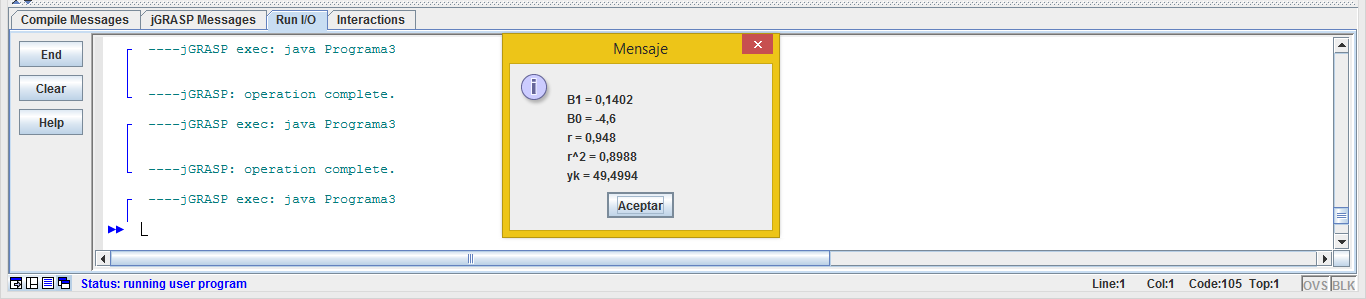 Compile Messages jGRASP Messages Run I/O Interactions
End
Clear
Help
----jGRASP exec: java Programa3
----jGRASP: operation complete.
----jGRASP exec: java Programa3
----jGRASP: operation complete.
----jGRASP exec: java Programa3
Mensaje
B1 = 0,1402
B0 = -4,6
r = 0,948
r^2 = 0,8988
yk = 49,4994
Aceptar
Status: running user program Line:1 Col:1 Code:105 Top:1 OVS BLK